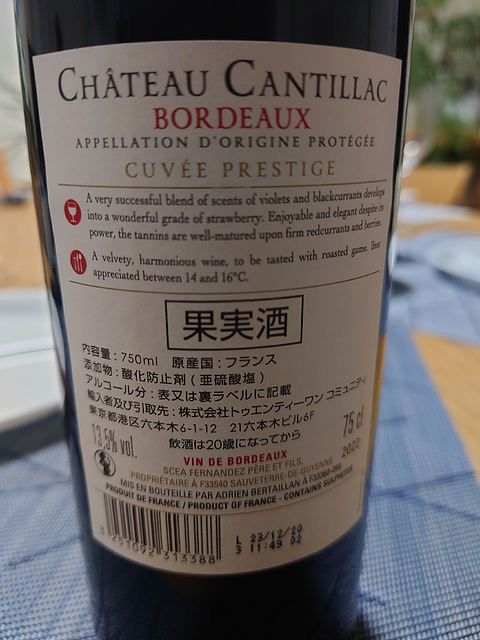 CHÂTEAU CANTILLAC
BORDEAUX
APPELLATION D'ORIGINE PROTÉGÉE
CUVÉE PRESTIGE
A very successful blend of scents of violets and blackcurrants develops
into a wonderful grade of strawberry. Enjoyable and elegant despite its
power, the tannins are well-matured upon firm redcurrants and berries.
A velvety, harmonious wine, to be tasted with roasted game. Best
appreciated between 14 and 16°C.
果実酒
内容量：750ml 原産国：フランス
添加物：酸化防止剤（亜硫酸塩）
アルコール分：表又は裏ラベルに記載
輸入者及び引取先：株式会社トゥエンティーワン コミュニティ
東京都港区六本木6-1-12 21六本木ビル6F
飲酒は20歳になってから
13.5% vol.
75 cl
VIN DE BORDEAUX
2022
SCEA FERNANDEZ PÈRE ET FILS,
PROPRIÉTAIRE À F33540 SAUVETERRE-DE-GUYENNE
MIS EN BOUTEILLE PAR ADRIEN BERTAILLAN À F33360-055
PRODUIT DE FRANCE / PRODUCT OF FRANCE - CONTAINS SULPHITES
L 23/12/20
3 11:49 02
3 251092 313388